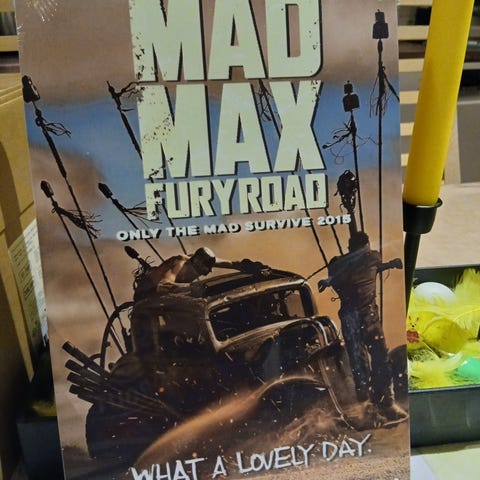 MAD
MAX
FURY ROAD
ONLY THE MAD SURVIVE 2015
WHAT A LOVELY DAY.